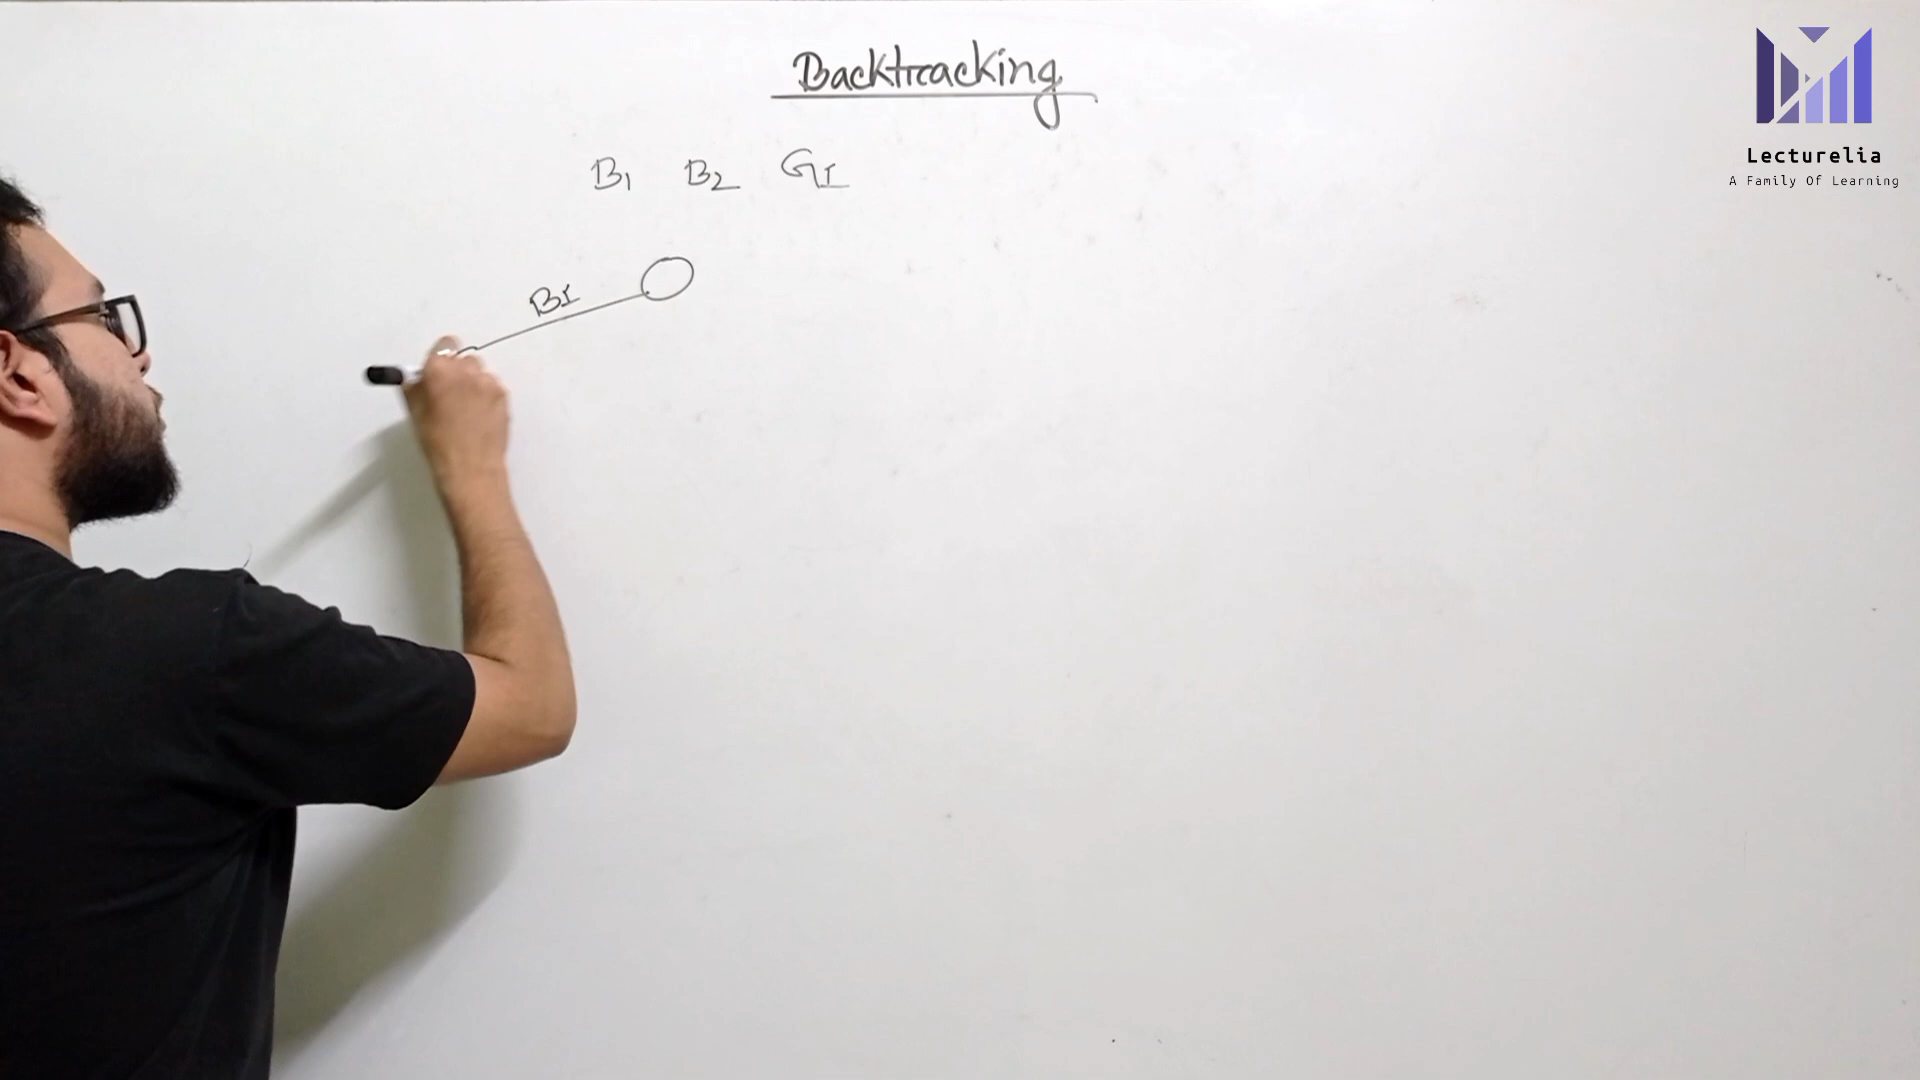 Backtracking
B1 B2 G1
B1
Lecturelia
A Family Of Learning